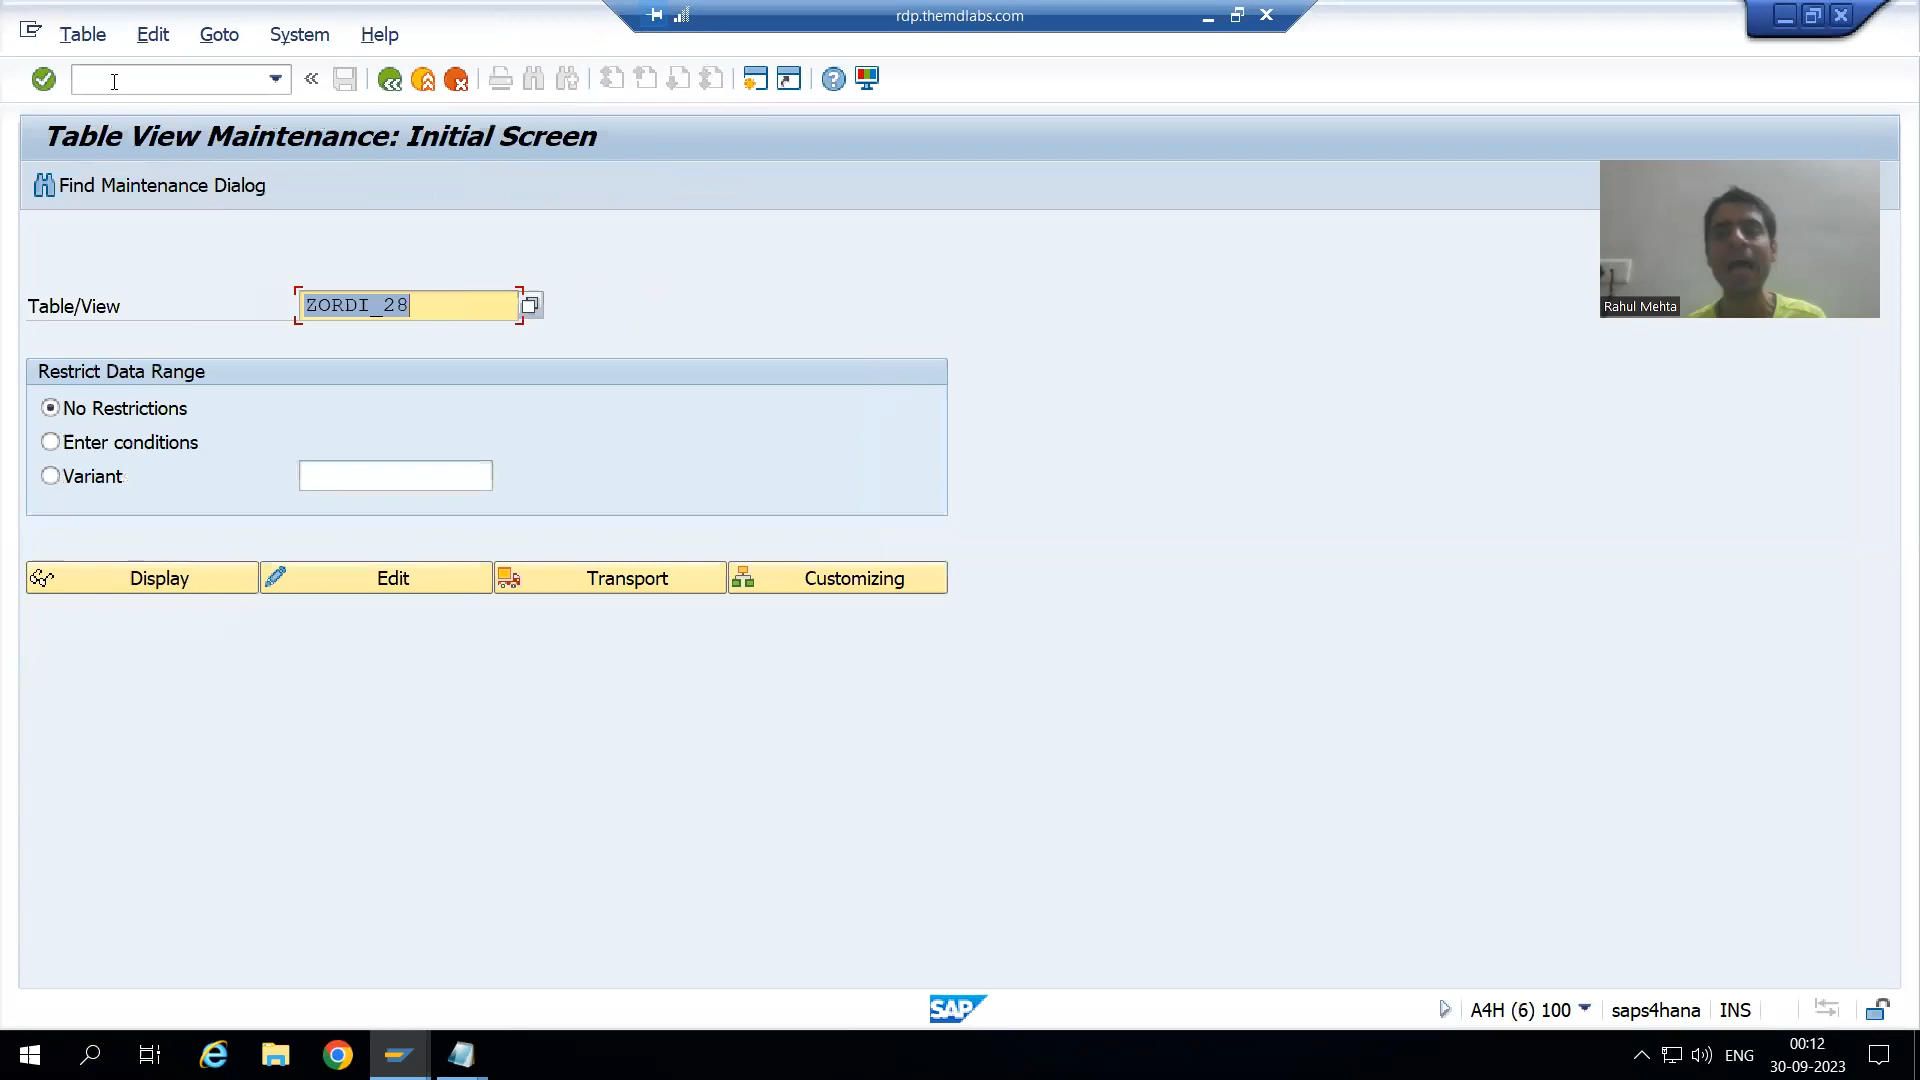 rdp.themdlabs.com
Table Edit Goto System Help
Table View Maintenance: Initial Screen
Find Maintenance Dialog
Rahul Mehta
Table/View ZORDI_28
Restrict Data Range
No Restrictions
Enter conditions
Variant
Display Edit Transport Customizing
SAP
A4H (6) 100 saps4hana INS
ENG
00:12
30-09-2023